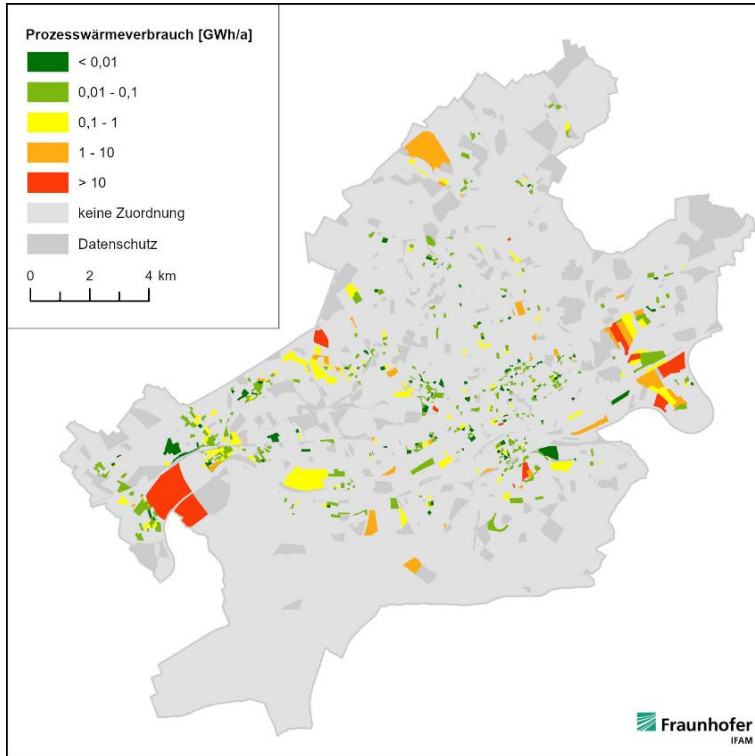 Prozesswärmeverbrauch [GWh/a]
< 0,01
0,01 - 0,1
0,1 - 1
1 - 10
> 10
keine Zuordnung
Datenschutz
0 2 4 km
Fraunhofer
IFAM